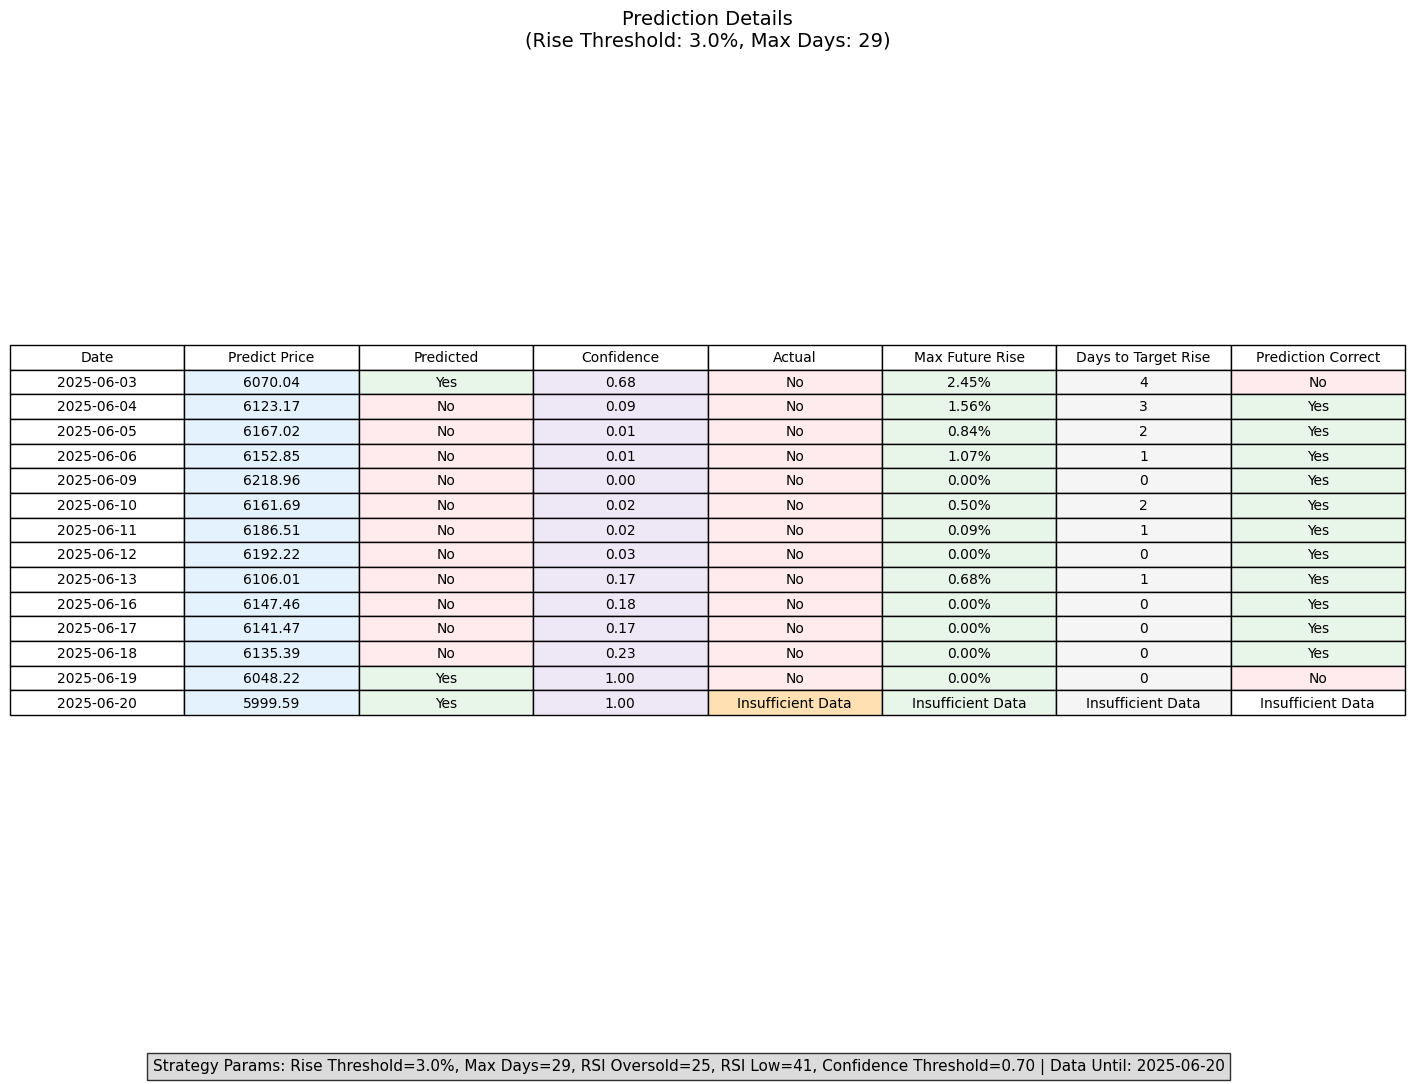 Prediction Details
(Rise Threshold: 3.0%, Max Days: 29)
Date Predict Price Predicted Confidence Actual Max Future Rise Days to Target Rise Prediction Correct
2025-06-03 6070.04 Yes 0.68 No 2.45% 4 No
2025-06-04 6123.17 No 0.09 No 1.56% 3 Yes
2025-06-05 6167.02 No 0.01 No 0.84% 2 Yes
2025-06-06 6152.85 No 0.01 No 1.07% 1 Yes
2025-06-09 6218.96 No 0.00 No 0.00% 0 Yes
2025-06-10 6161.69 No 0.02 No 0.50% 2 Yes
2025-06-11 6186.51 No 0.02 No 0.09% 1 Yes
2025-06-12 6192.22 No 0.03 No 0.00% 0 Yes
2025-06-13 6106.01 No 0.17 No 0.68% 1 Yes
2025-06-16 6147.46 No 0.18 No 0.00% 0 Yes
2025-06-17 6141.47 No 0.17 No 0.00% 0 Yes
2025-06-18 6135.39 No 0.23 No 0.00% 0 Yes
2025-06-19 6048.22 Yes 1.00 No 0.00% 0 No
2025-06-20 5999.59 Yes 1.00 Insufficient Data Insufficient Data Insufficient Data Insufficient Data
Strategy Params: Rise Threshold=3.0%, Max Days=29, RSI Oversold=25, RSI Low=41, Confidence Threshold=0.70 | Data Until: 2025-06-20